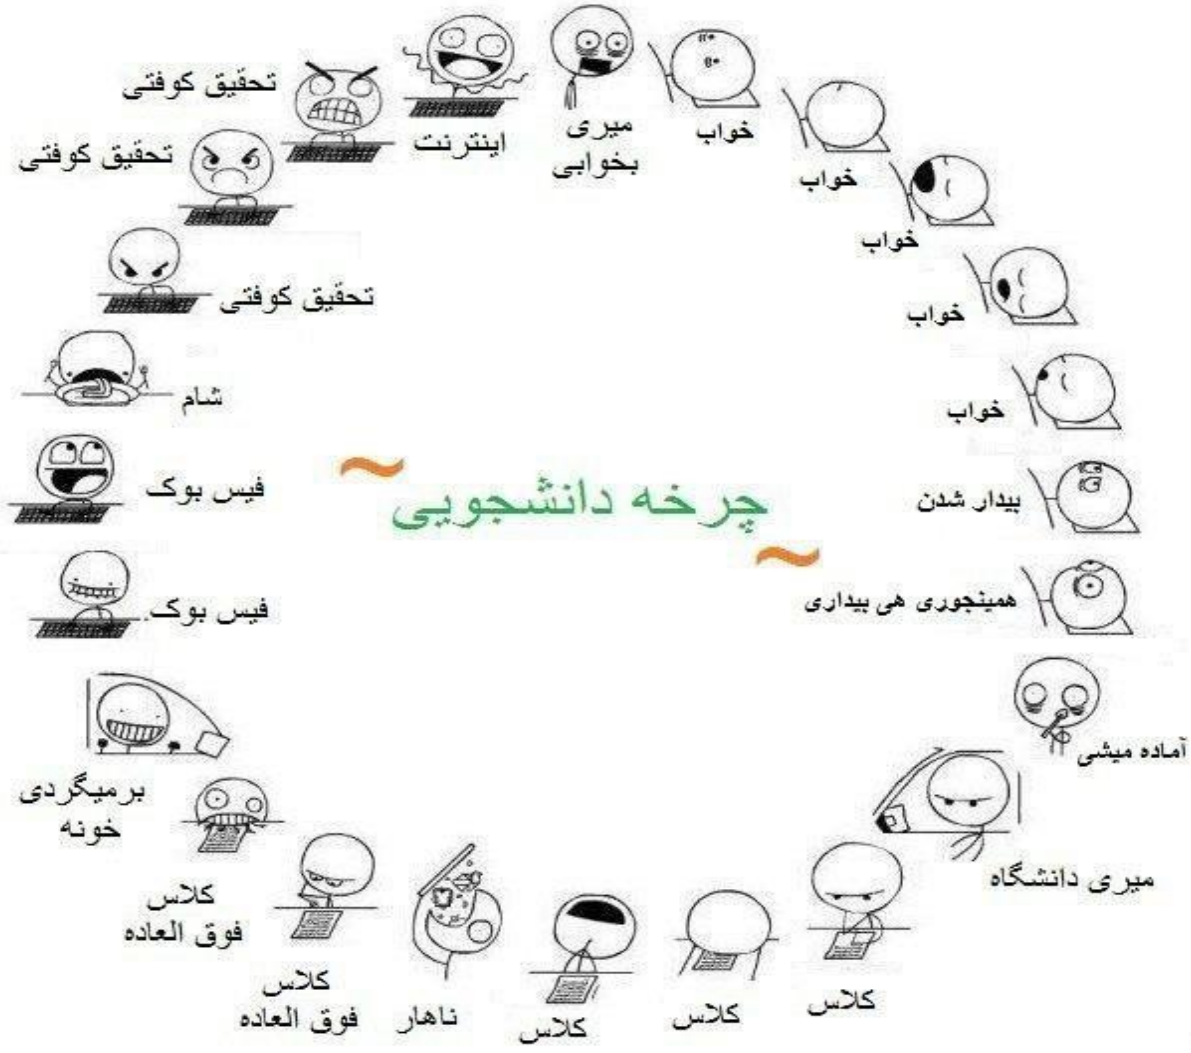 چرخه دانشجویی
میری
بخوابی
خواب
خواب
خواب
خواب
خواب
بیدار شدن
همینجوری هی بیداری
آماده میشی
میری دانشگاه
کلاس
کلاس
کلاس
ناهار
کلاس
فوق العاده
کلاس
فوق العاده
برمیگردی
خونه
فیس بوک
فیس بوک
شام
تحقیق کوفتی
تحقیق کوفتی
تحقیق کوفتی
اینترنت